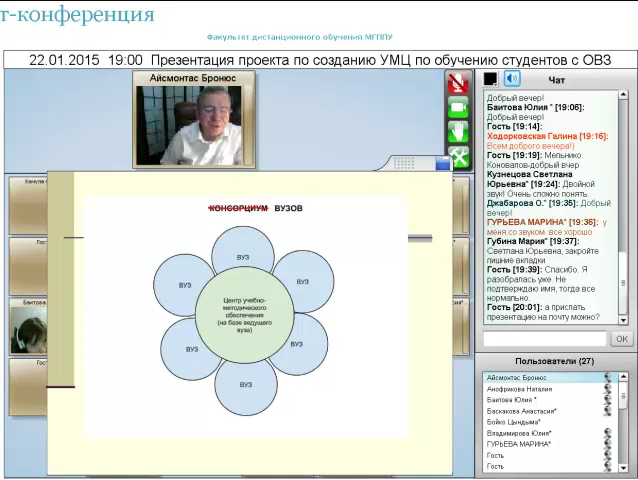 т-конференция
Факультет дистанционного обучения МГППУ
22.01.2015 19:00 Презентация проекта по созданию УМЦ по обучению студентов с ОВЗ
Айсмонтас Бронюс
КОНСОРЦИУМ ВУЗОВ
ВУЗ
ВУЗ
ВУЗ
Центр учебно-
методического
обеспечения
(на базе ведущего
вуза)
ВУЗ
ВУЗ
ВУЗ
Гос
Баитова
Гост
Чат
Добрый вечер!
Баитова Юлия * [19:06]:
Добрый вечер!
Гость [19:14]:
Ходорковская Галина [19:16]:
Всем доброго вечера!)
Гость [19:19]: Мельнико.
Коновалов-добрый вчер
Кузнецова Светлана
Юрьевна* [19:24]: Двойной
звук! Очень сложно понять.
Джабарова О.* [19:35]: Добрый
вечер!
ГУРЬЕВА МАРИНА* [19:36]: у
меня со звуком все хорошо
Губина Мария* [19:37]:
Светлана Юрьевна, закройте
лишние вкладки
Гость [19:39]: Спасибо. Я
разобралась уже. Не
подтверждаю имя, тогда все
нормально.
Гость [20:01]: а прислать
презентацию на почту можно?
OK
Пользователи (27)
Айсмонтас Бронюс
Анофрикова Наталия
Баитова Юлия *
Баскакова Анастасия*
Бойко Цындыма*
Владимирова Юлия*
ГУРЬЕВА МАРИНА*
Гость
Гость